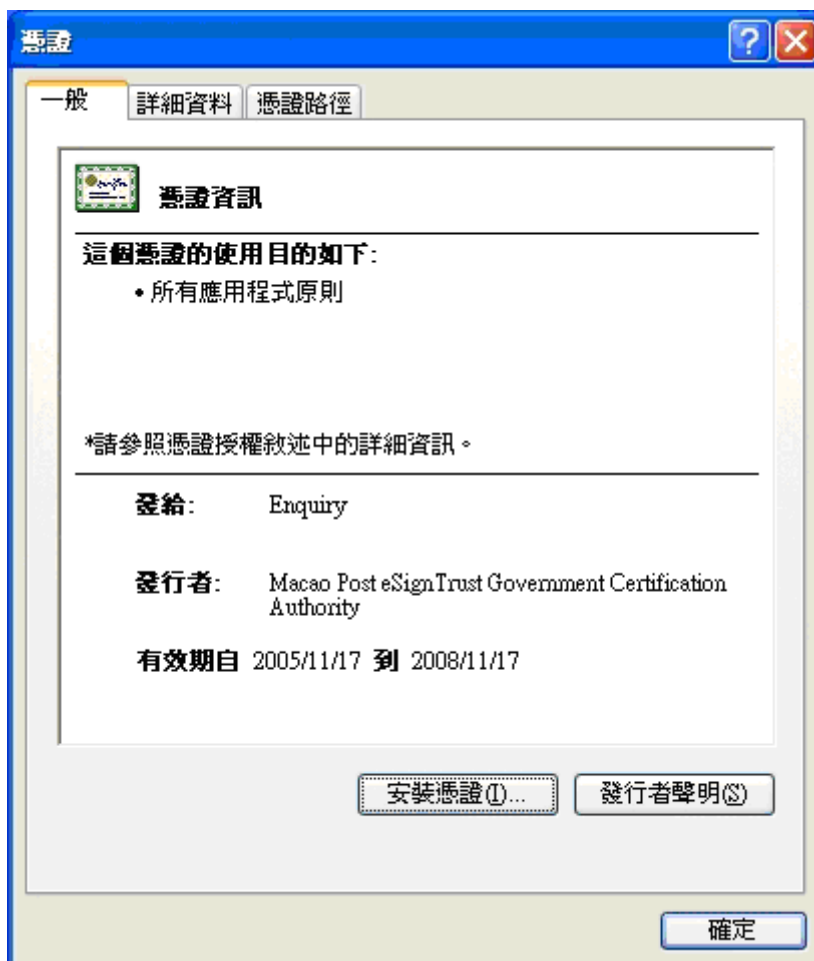 憑證
一般
詳細資料
憑證路徑
憑證資訊
這個憑證的使用目的如下:
• 所有應用程式原則
*請參照憑證授權敘述中的詳細資訊。
發給: Enquiry
發行者: Macao Post eSignTrust Government Certification
Authority
有效期自 2005/11/17 到 2008/11/17
安裝憑證(I)...
發行者聲明(S)
確定